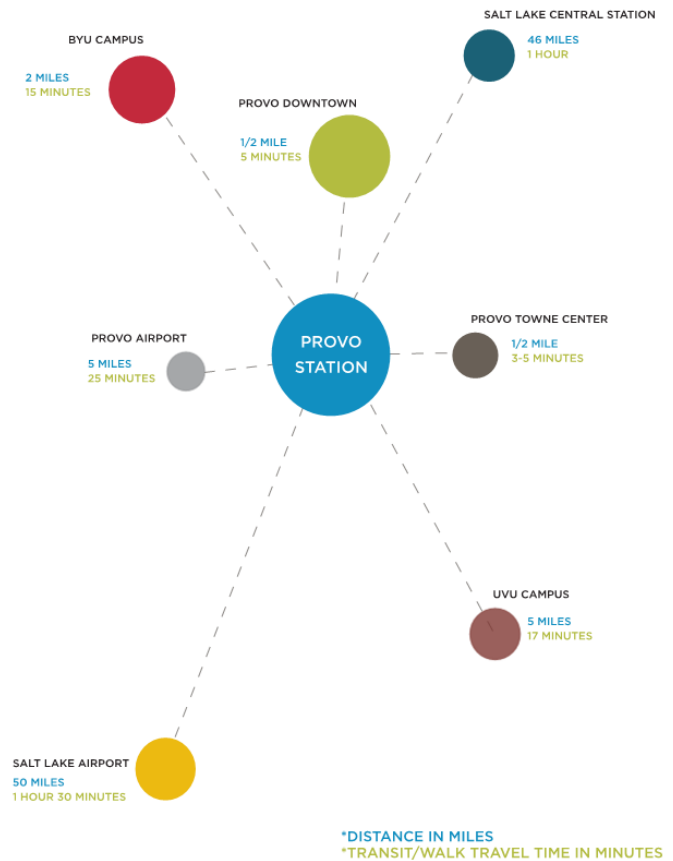 SALT LAKE CENTRAL STATION
46 MILES
1 HOUR
BYU CAMPUS
2 MILES
15 MINUTES
PROVO DOWNTOWN
1/2 MILE
5 MINUTES
PROVO
STATION
PROVO TOWNE CENTER
1/2 MILE
3-5 MINUTES
PROVO AIRPORT
5 MILES
25 MINUTES
UVU CAMPUS
5 MILES
17 MINUTES
SALT LAKE AIRPORT
50 MILES
1 HOUR 30 MINUTES
*DISTANCE IN MILES
*TRANSIT/WALK TRAVEL TIME IN MINUTES